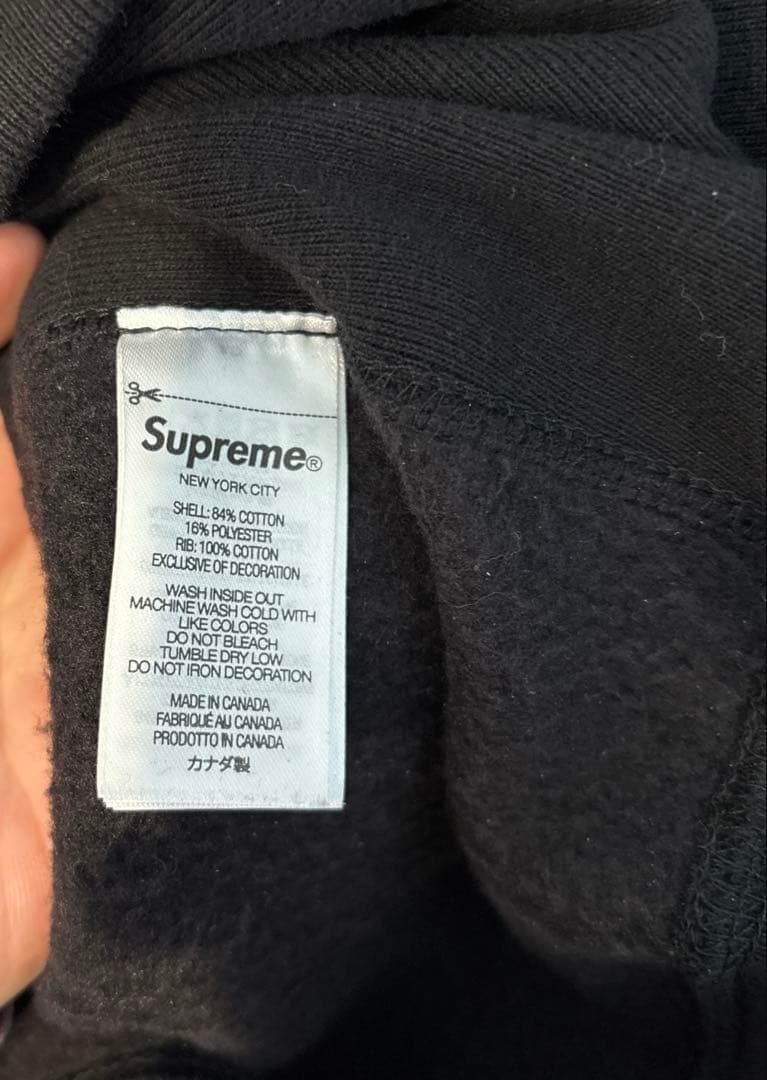 Supreme®
NEW YORK CITY
SHELL: 84% COTTON
16% POLYESTER
RIB: 100% COTTON
EXCLUSIVE OF DECORATION
WASH INSIDE OUT
MACHINE WASH COLD WITH
LIKE COLORS
DO NOT BLEACH
TUMBLE DRY LOW
DO NOT IRON DECORATION
MADE IN CANADA
FABRIQUÉ AU CANADA
PRODOTTO IN CANADA
カナダ製